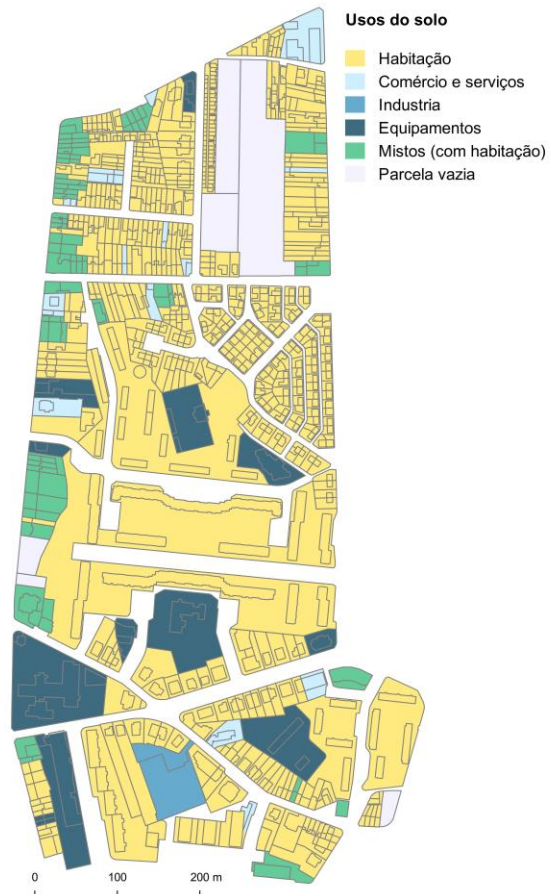 Usos do solo
Habitação
Comércio e serviços
Industria
Equipamentos
Mistos (com habitação)
Parcela vazia
0 100 200 m